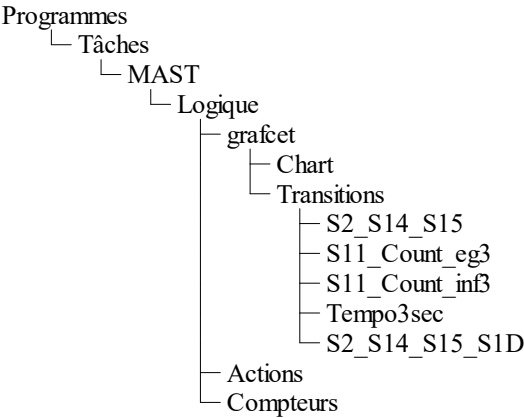 Programmes
Tâches
MAST
Logique
grafcet
Chart
Transitions
S2_S14_S15
S11_Count_eg3
S11_Count_inf3
Tempo3sec
S2_S14_S15_S1D
Actions
Compteurs